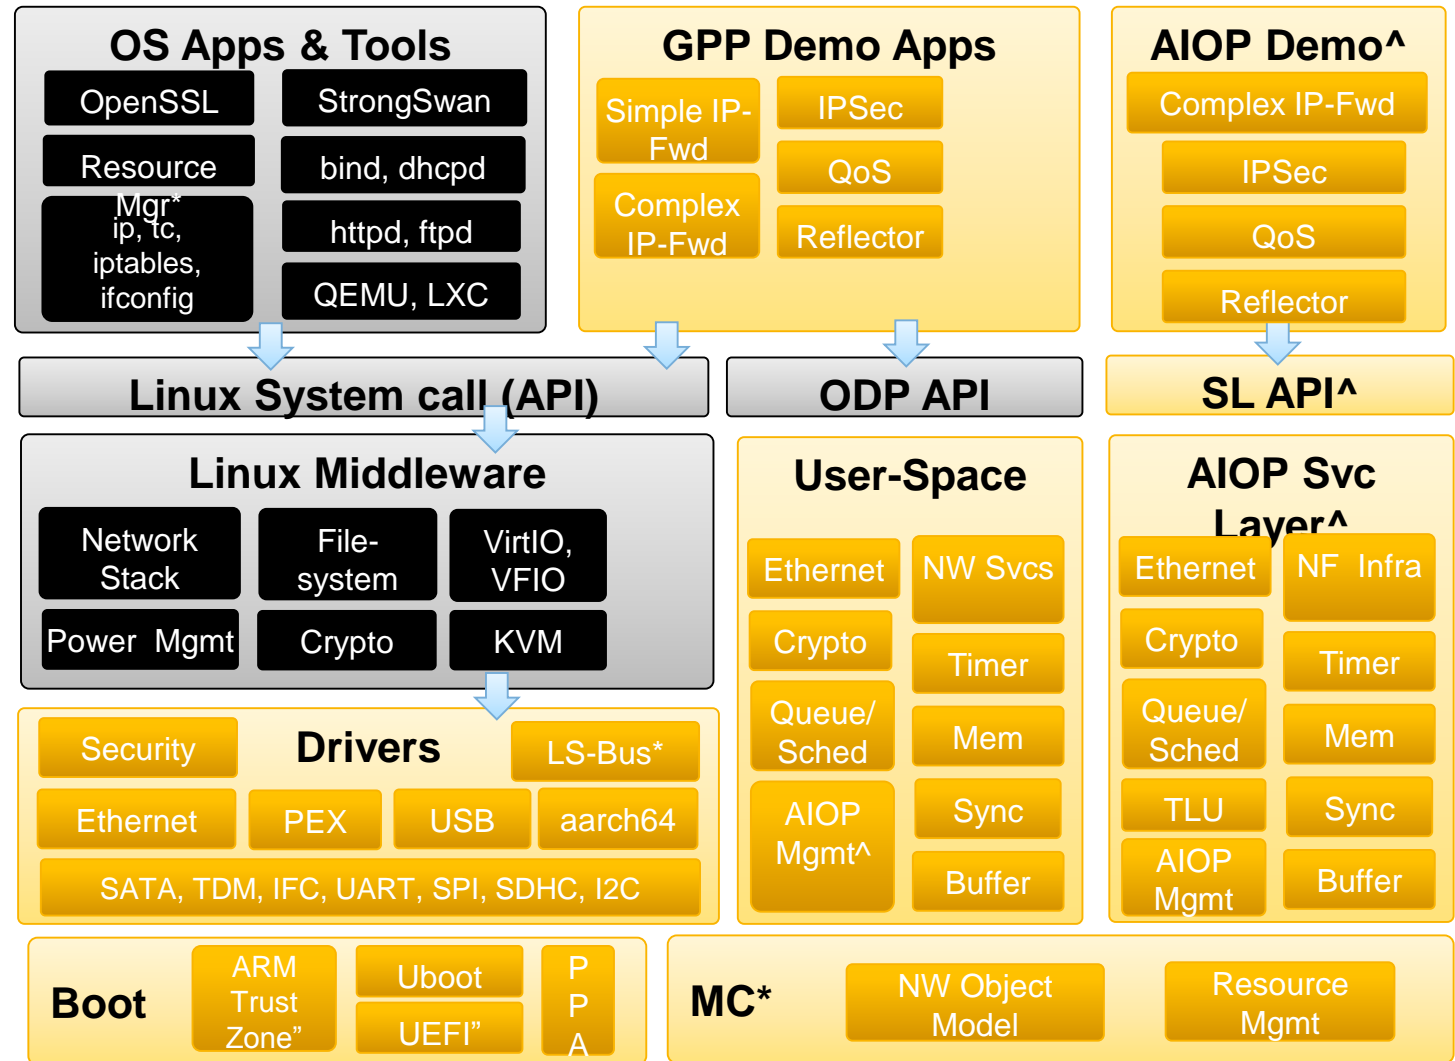 OS Apps & Tools
OpenSSL
StrongSwan
Resource
Mgr*
bind, dhcpd
ip, tc,
iptables,
ifconfig
httpd, ftpd
QEMU, LXC
GPP Demo Apps
Simple IP-
Fwd
IPSec
QoS
Complex
IP-Fwd
Reflector
AIOP Demo^
Complex IP-Fwd
IPSec
QoS
Reflector
Linux System call (API)
ODP API
SL API^
Linux Middleware
Network
Stack
File-
system
VirtIO,
VFIO
Power Mgmt
Crypto
KVM
User-Space
Ethernet
NW Svcs
Crypto
Timer
Queue/
Sched
Mem
AIOP
Mgmt^
Sync
Buffer
AIOP Svc
Layer^
Ethernet
NF Infra
Crypto
Timer
Queue/
Sched
Mem
TLU
Sync
AIOP
Mgmt
Buffer
Security
Drivers
LS-Bus*
Ethernet
PEX
USB
aarch64
SATA, TDM, IFC, UART, SPI, SDHC, I2C
Boot
ARM
Trust
Zone”
Uboot
UEFI”
P
P
A
MC*
NW Object
Model
Resource
Mgmt